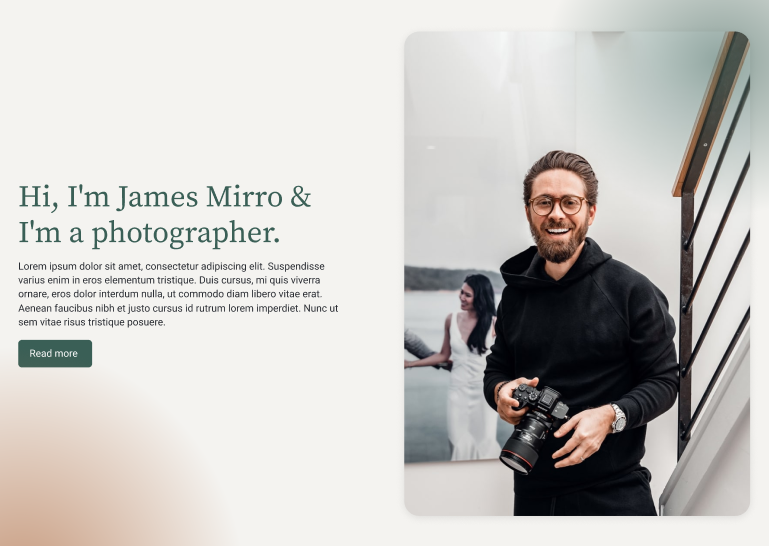 Hi, I'm James Mirro &
I'm a photographer.
Lorem ipsum dolor sit amet, consectetur adipiscing elit. Suspendisse
varius enim in eros elementum tristique. Duis cursus, mi quis viverra
ornare, eros dolor interdum nulla, ut commodo diam libero vitae erat.
Aenean faucibus nibh et justo cursus id rutrum lorem imperdiet. Nunc ut
sem vitae risus tristique posuere.
Read more